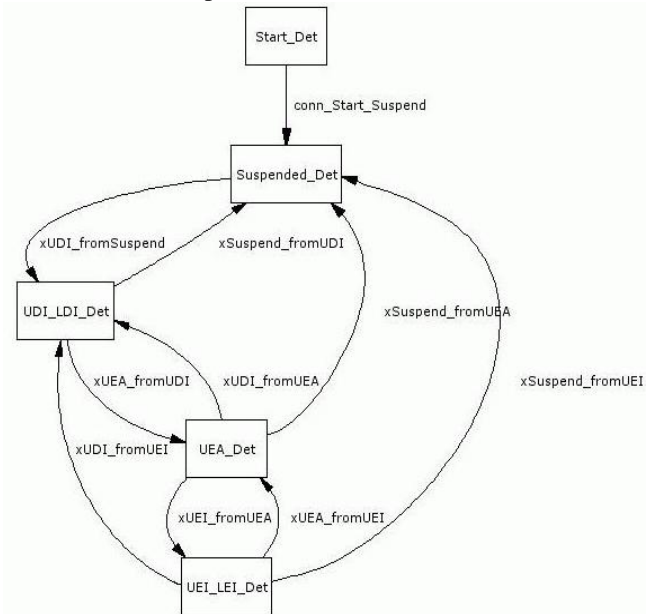 Start_Det
conn_Start_Suspend
Suspended_Det
xUDI_fromSuspend
xSuspend_fromUDI
UDI_LDI_Det
xSuspend_fromUEA
xUEA_fromUDI
xUDI_fromUEA
xSuspend_fromUEI
xUDI_fromUEI
UEA_Det
xUEI_fromUEA
xUEA_fromUEI
UEI_LEI_Det